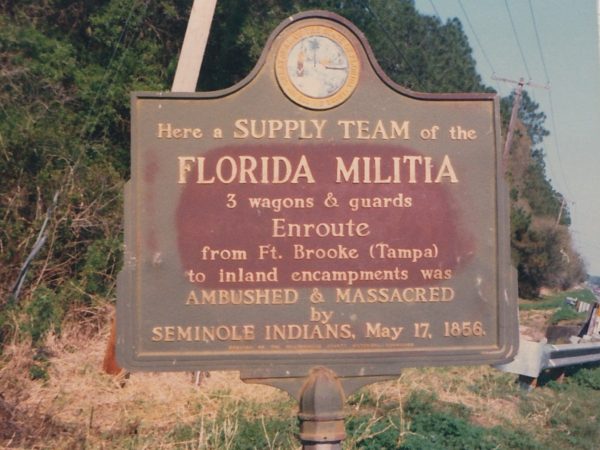 Here a SUPPLY TEAM of the
FLORIDA MILITIA
3 wagons & guards
Enroute
from Ft. Brooke (Tampa)
to inland encampments was
AMBUSHED & MASSACRED
by
SEMINOLE INDIANS, May 17, 1856.